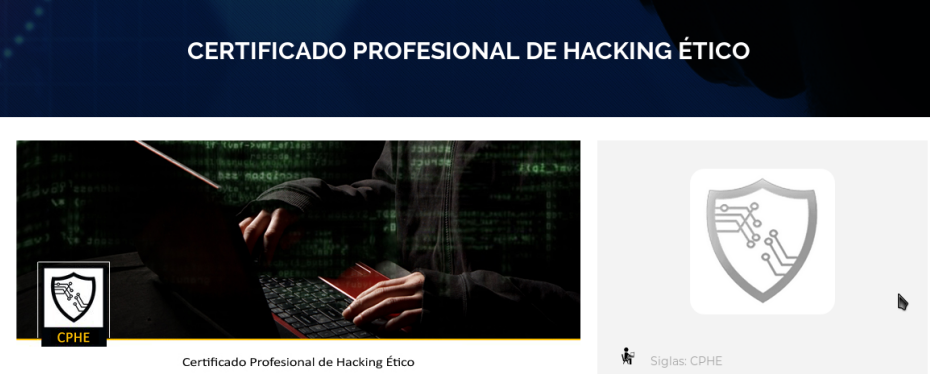 CERTIFICADO PROFESIONAL DE HACKING ÉTICO
CPHE
Certificado Profesional de Hacking Ético
Siglas: CPHE